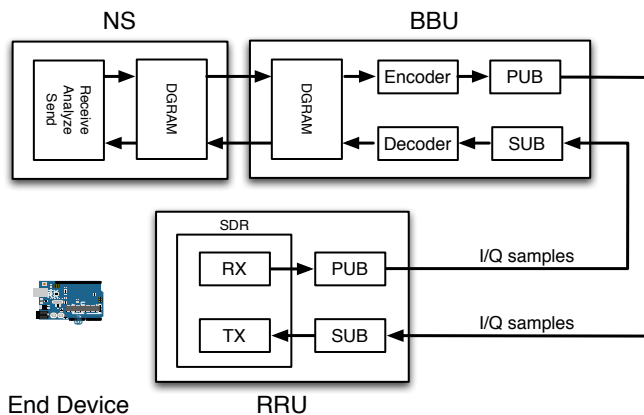 NS
BBU
Receive
Analyze
Send
DGRAM
DGRAM
Encoder
PUB
Decoder
SUB
SDR
RX
PUB
I/Q samples
TX
SUB
I/Q samples
End Device
RRU